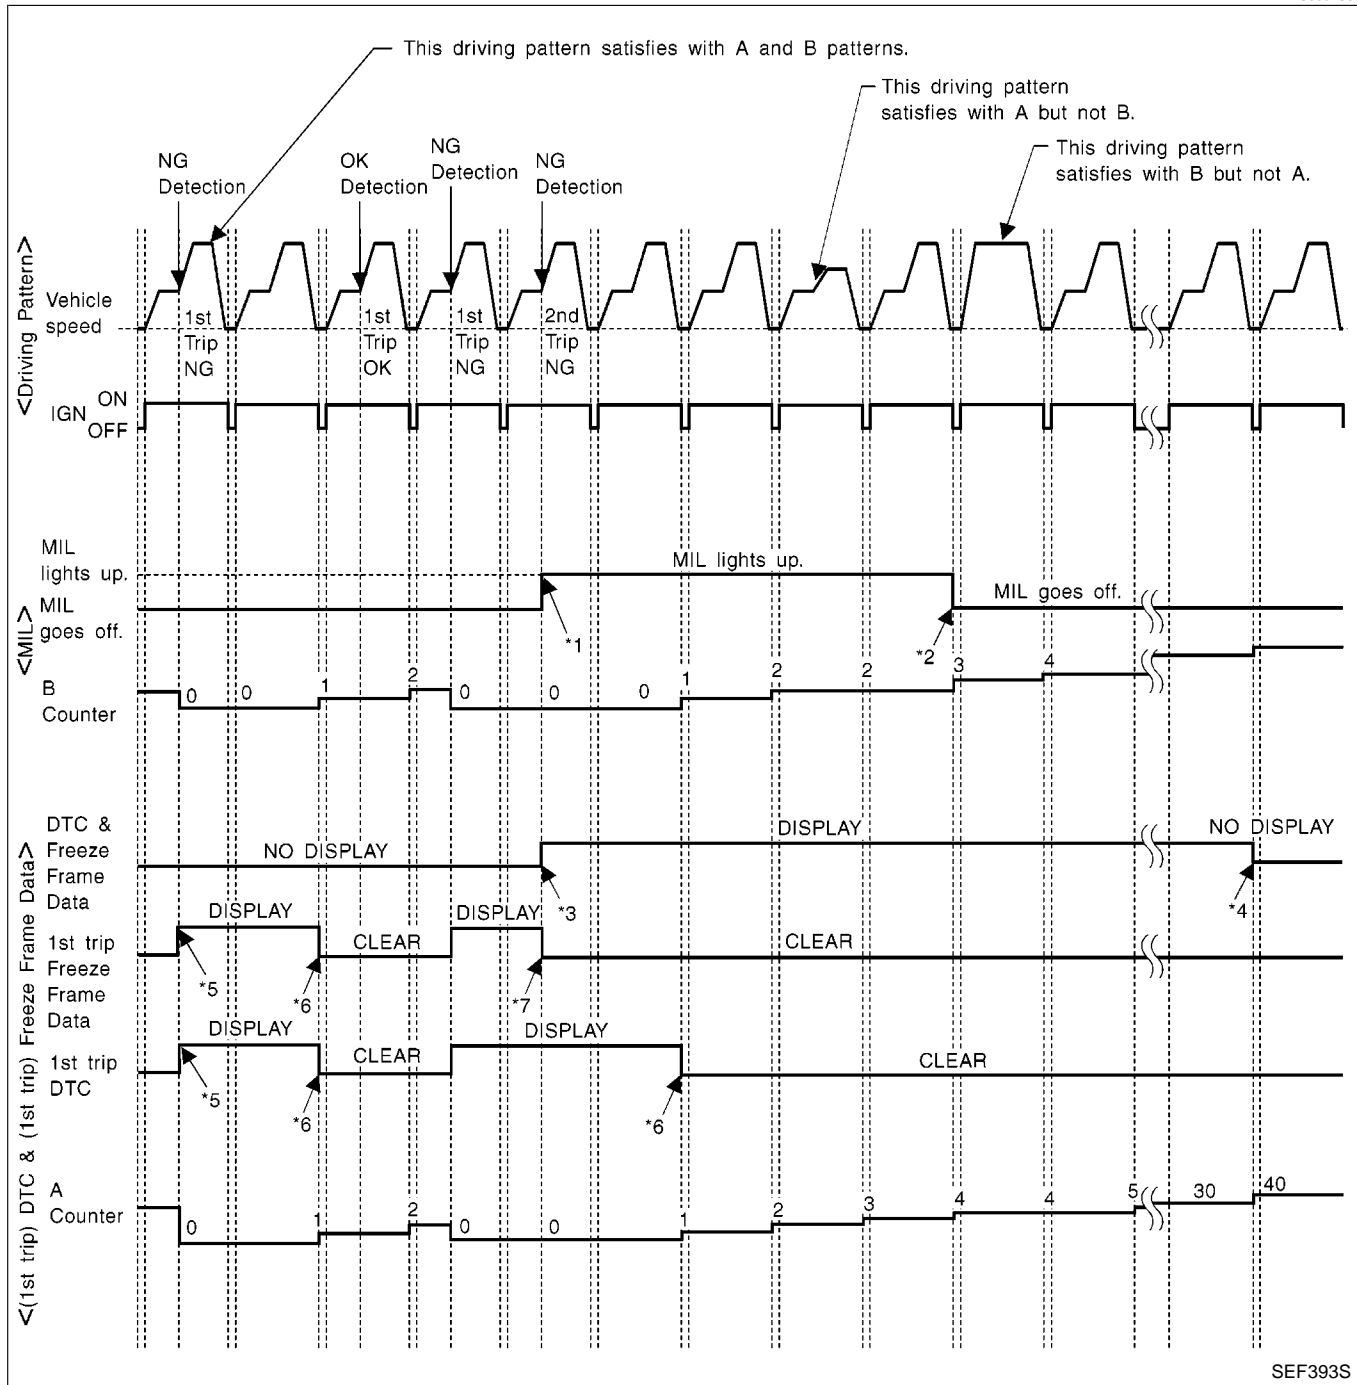 This driving pattern satisfies with A and B patterns.
This driving pattern
satisfies with A but not B.
This driving pattern
satisfies with B but not A.
NG
Detection
OK
Detection
NG
Detection
NG
Detection
<Driving Pattern>
Vehicle
speed
1st
Trip
NG
1st
Trip
OK
1st
Trip
NG
2nd
Trip
NG
IGN
ON
OFF
<MIL>
MIL
lights up.
MIL lights up.
MIL
goes off.
MIL goes off.
*1
*2
B
Counter
0 0 1 2 0 0 0 1 2 2 3 4
<(1st trip) DTC & (1st trip) Freeze Frame Data>
DTC &
Freeze
Frame
Data
NO DISPLAY
DISPLAY
NO DISPLAY
*3
*4
1st trip
Freeze
Frame
Data
DISPLAY
CLEAR
DISPLAY
CLEAR
*5
*6
*7
1st trip
DTC
DISPLAY
CLEAR
DISPLAY
CLEAR
*5
*6
*6
A
Counter
0 1 2 0 0 1 2 3 4 4 5 30 40
SEF393S